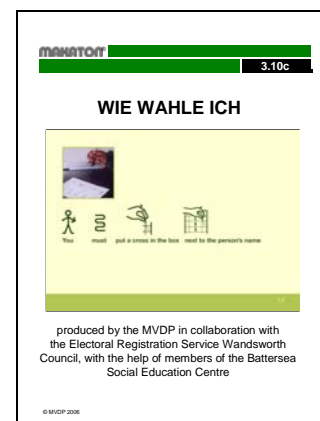 MAKATON
3.10c
WIE WAHLE ICH
You must put a cross in the box next to the person's name
produced by the MVDP in collaboration with
the Electoral Registration Service Wandsworth
Council, with the help of members of the Battersea
Social Education Centre
© MVDP 2006